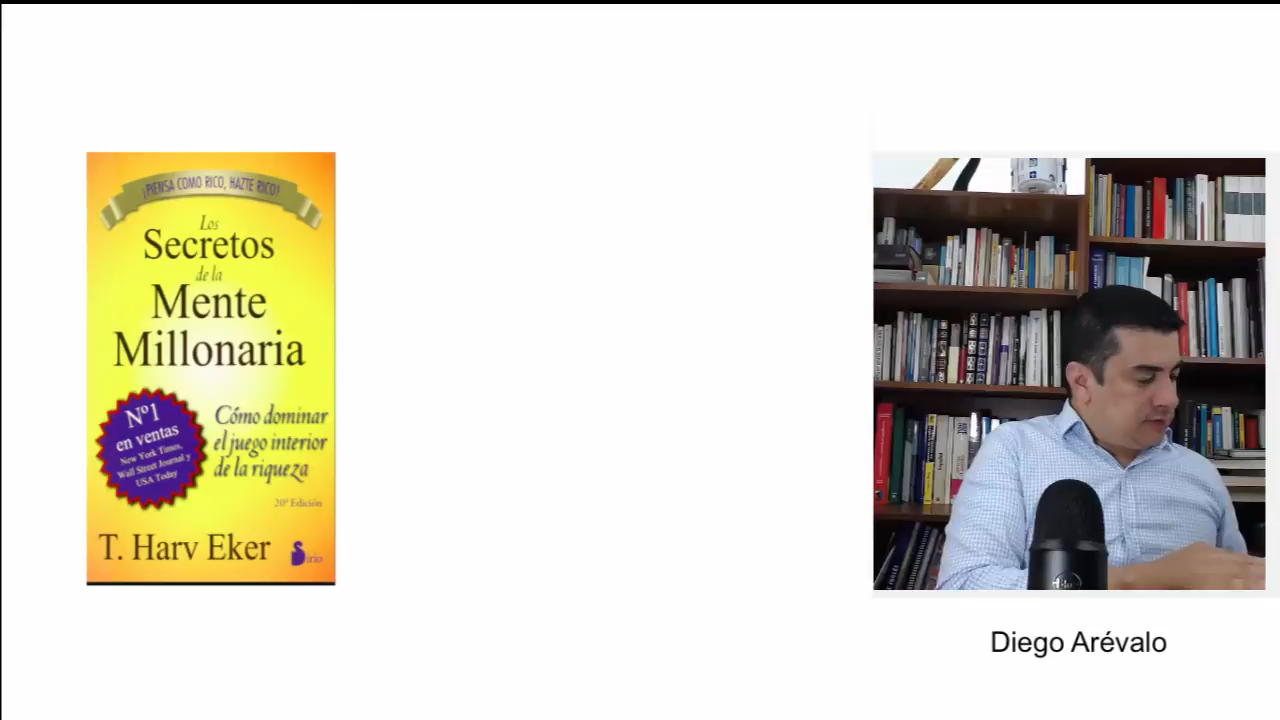 ¡PIENSA COMO RICO, HAZTE RICO!
Los
Secretos
de la
Mente
Millonaria
Nº1
en ventas
New York Times,
Wall Street Journal y
USA Today
Cómo dominar
el juego interior
de la riqueza
20ª Edición
T. Harv Eker
Sirio
Diego Arévalo